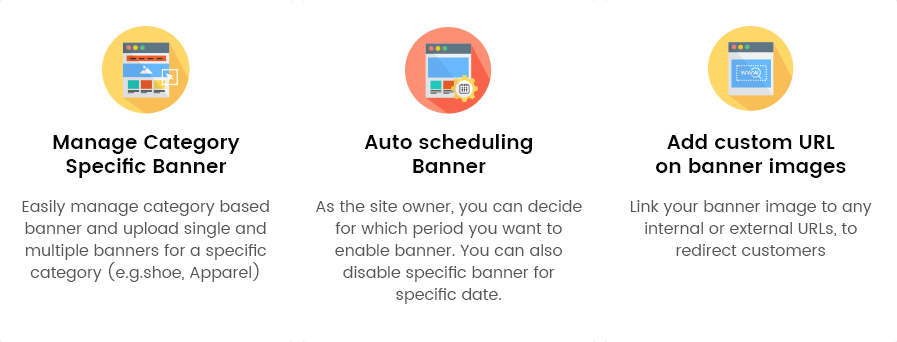 Manage Category
Specific Banner
Easily manage category based
banner and upload single and
multiple banners for a specific
category (e.g.shoe, Apparel)
Auto scheduling
Banner
As the site owner, you can decide
for which period you want to
enable banner. You can also
disable specific banner for
specific date.
WWW
Add custom URL
on banner images
Link your banner image to any
internal or external URLs, to
redirect customers